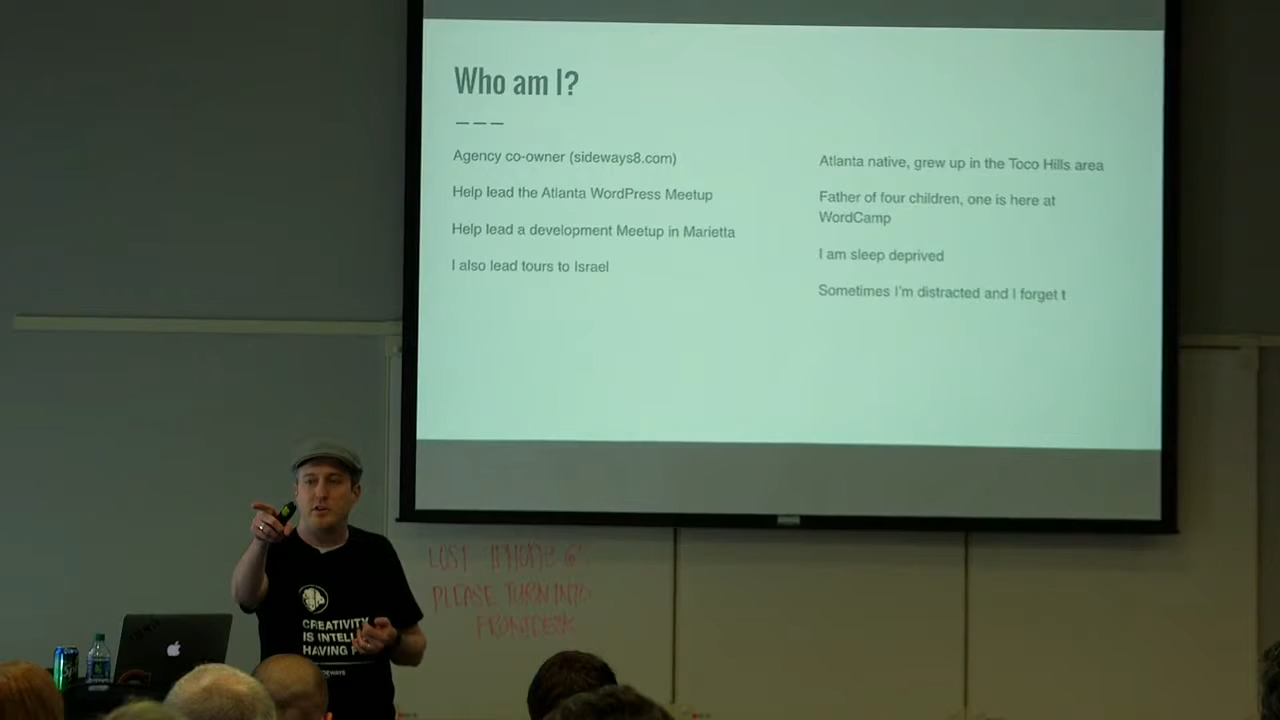 Who am I?
Agency co-owner (sideways8.com)
Help lead the Atlanta WordPress Meetup
Help lead a development Meetup in Marietta
I also lead tours to Israel
Atlanta native, grew up in the Toco Hills area
Father of four children, one is here at
WordCamp
I am sleep deprived
Sometimes I'm distracted and I forget t
LOST IPHONE 6
PLEASE TURN INTO
FRONT DESK
CREATIVITY
IS INTELL
HAVING F